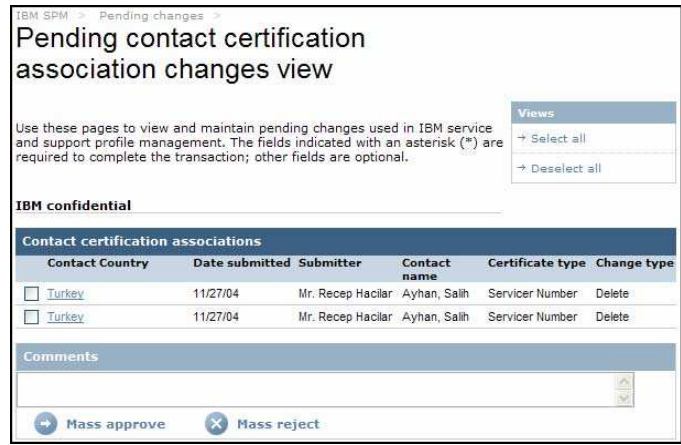 IBM SPM > Pending changes >
Pending contact certification
association changes view
Views
Use these pages to view and maintain pending changes used in IBM service
→ Select all
and support profile management. The fields indicated with an asterisk (*) are
required to complete the transaction; other fields are optional.
→ Deselect all
IBM confidential
Contact certification associations
Contact Country Date submitted Submitter Contact name Certificate type Change type
Turkey 11/27/04 Mr. Recep Hacilar Ayhan, Salih Servicer Number Delete
Turkey 11/27/04 Mr. Recep Hacilar Ayhan, Salih Servicer Number Delete
Comments
Mass approve Mass reject